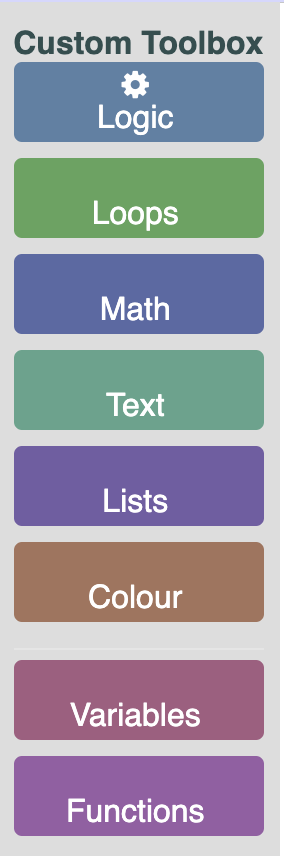 Custom Toolbox
Logic
Loops
Math
Text
Lists
Colour
Variables
Functions